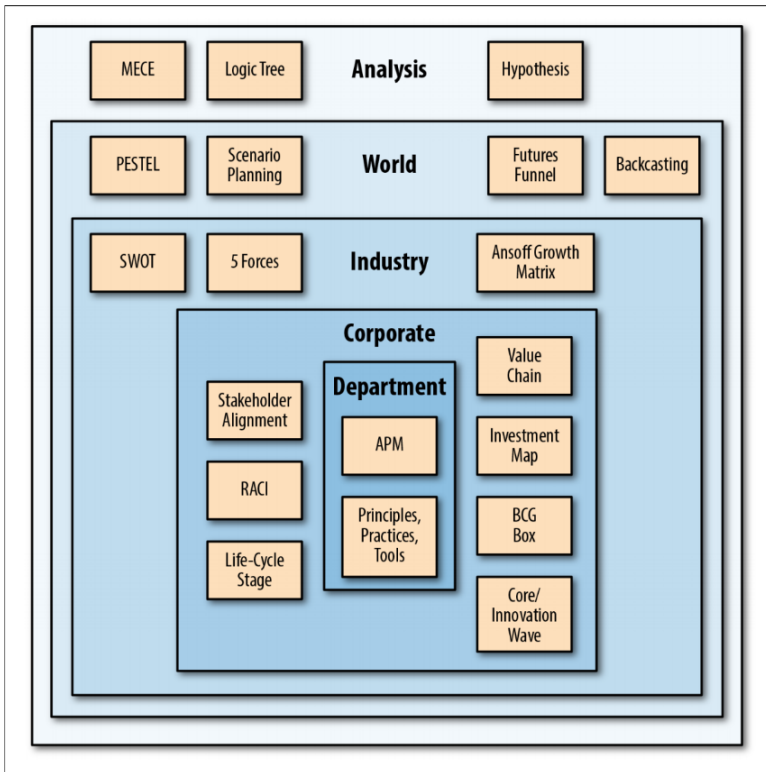 MECE
Logic Tree
Analysis
Hypothesis
PESTEL
Scenario
Planning
World
Futures
Funnel
Backcasting
SWOT
5 Forces
Industry
Ansoff Growth
Matrix
Corporate
Stakeholder
Alignment
RACI
Life-Cycle
Stage
Department
APM
Principles,
Practices,
Tools
Value
Chain
Investment
Map
BCG
Box
Core/
Innovation
Wave